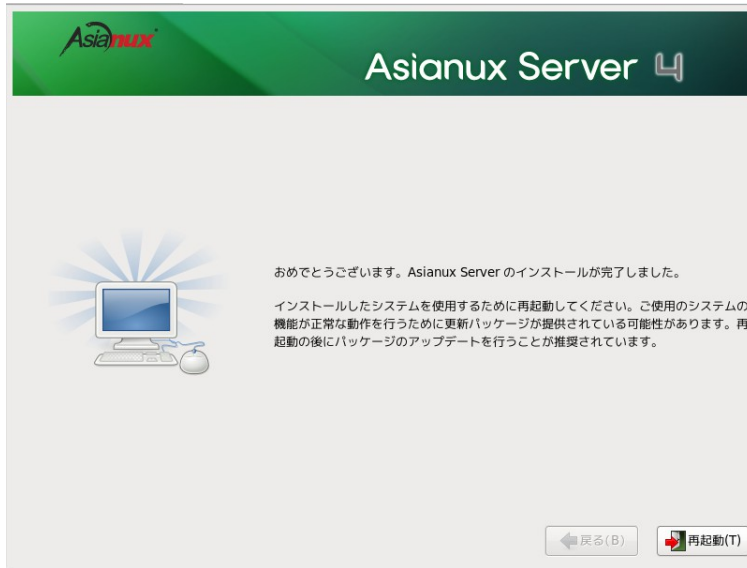 Asianux
Asianux Server 4
おめでとうございます。Asianux Server のインストールが完了しました。
インストールしたシステムを使用するために再起動してください。ご使用のシステムの
機能が正常な動作を行うために更新パッケージが提供されている可能性があります。再
起動の後にパッケージのアップデートを行うことが推奨されています。
戻る(B)
再起動(T)